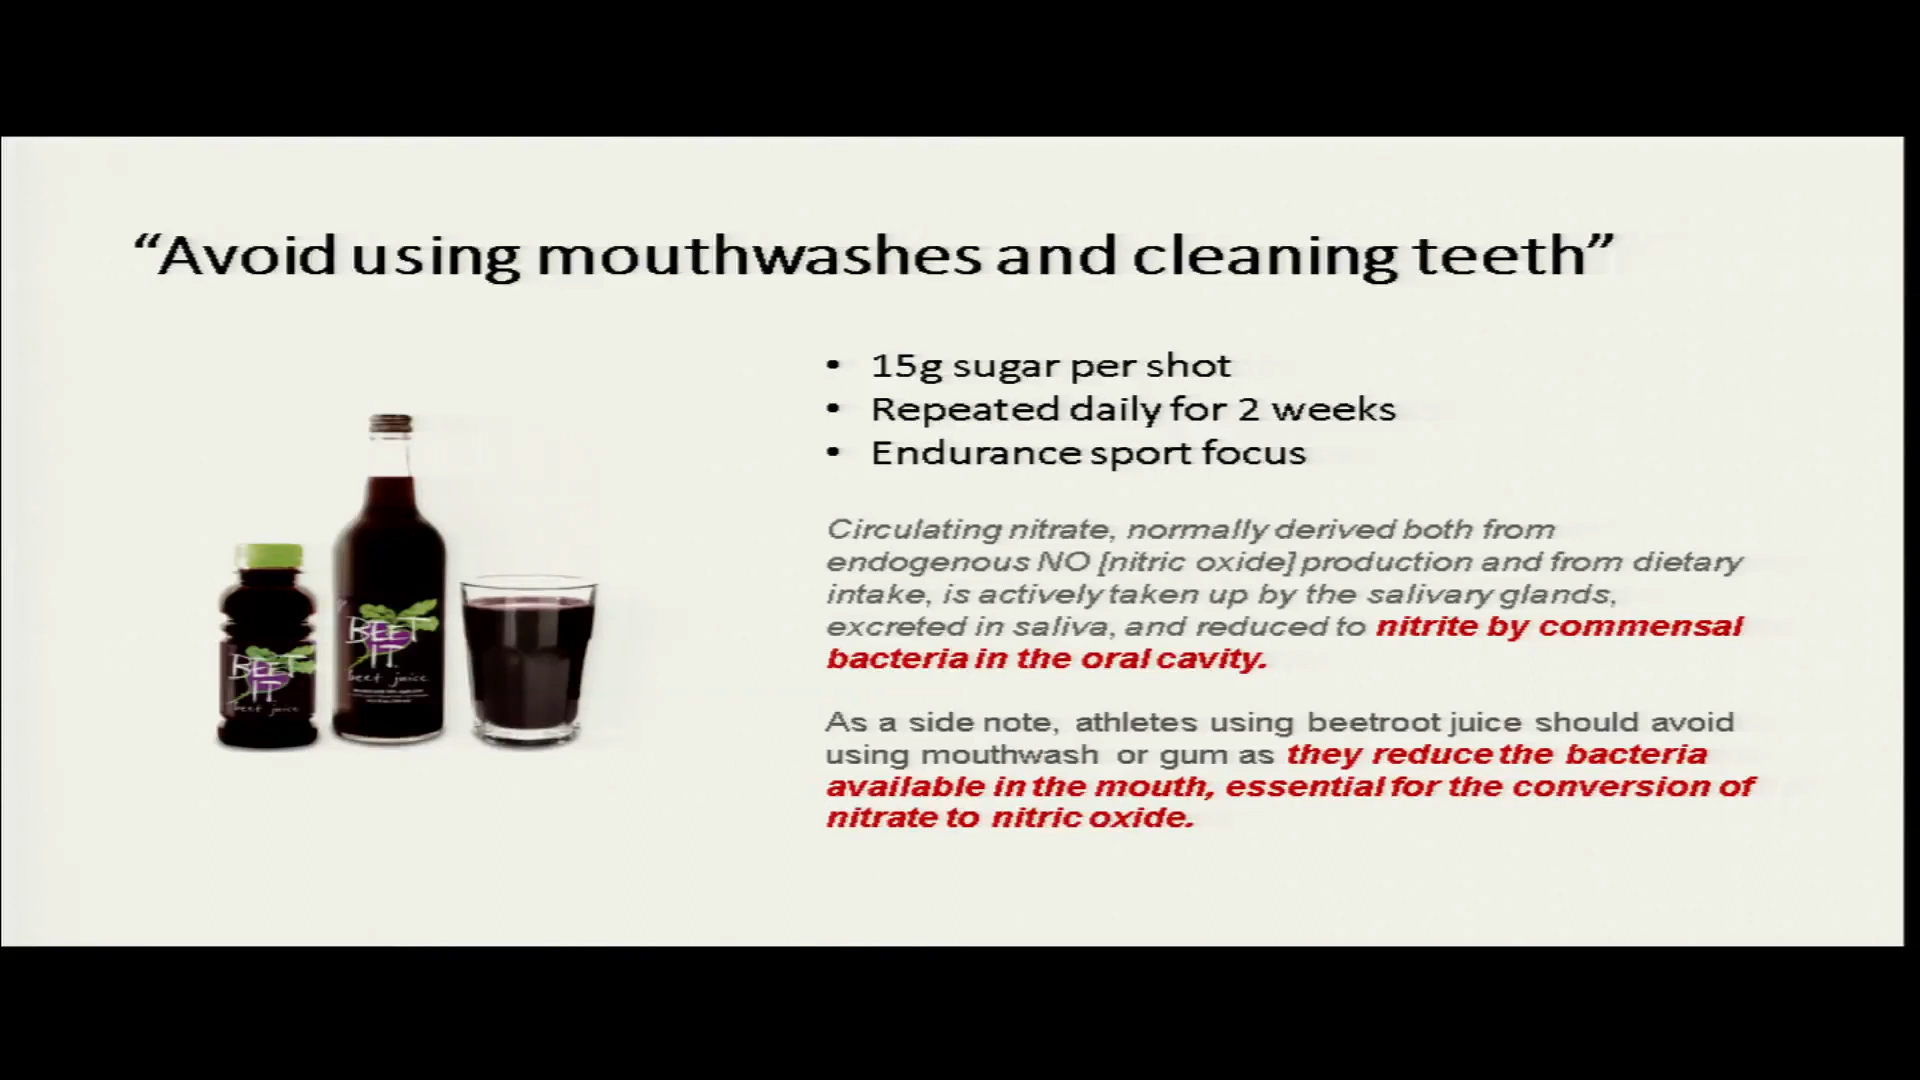 “Avoid using mouthwashes and cleaning teeth”
• 15g sugar per shot
• Repeated daily for 2 weeks
• Endurance sport focus
Circulating nitrate, normally derived both from
endogenous NO [nitric oxide] production and from dietary
intake, is actively taken up by the salivary glands,
excreted in saliva, and reduced to nitrite by commensal
bacteria in the oral cavity.
As a side note, athletes using beetroot juice should avoid
using mouthwash or gum as they reduce the bacteria
available in the mouth, essential for the conversion of
nitrate to nitric oxide.
BEET
IT
beet juice
BEET
IT.
beet juice